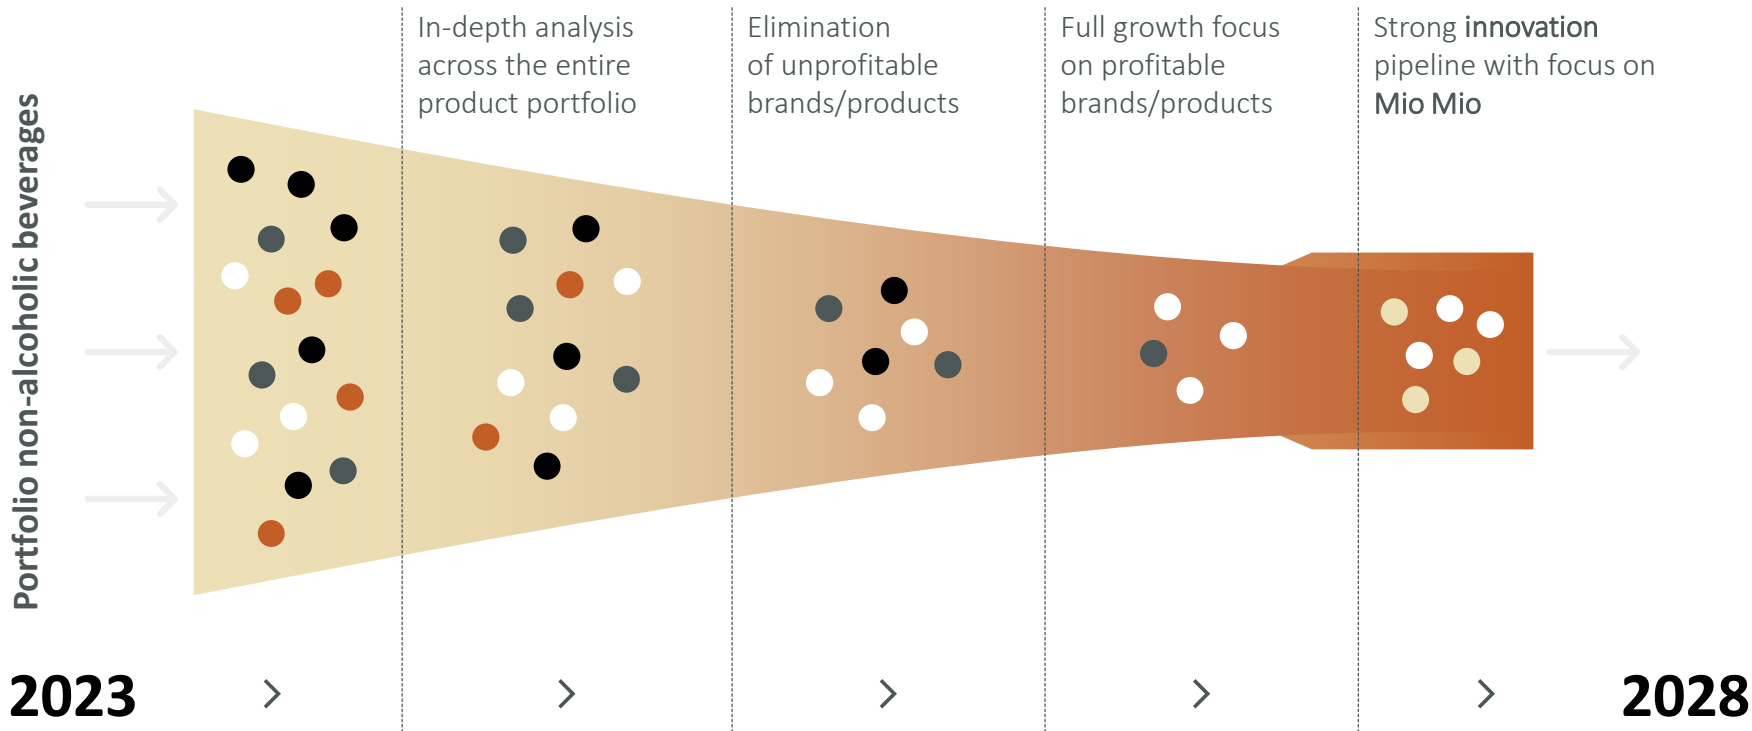 Portfolio non-alcoholic beverages
In-depth analysis
across the entire
product portfolio
Elimination
of unprofitable
brands/products
Full growth focus
on profitable
brands/products
Strong innovation
pipeline with focus on
Mio Mio
2023
2028